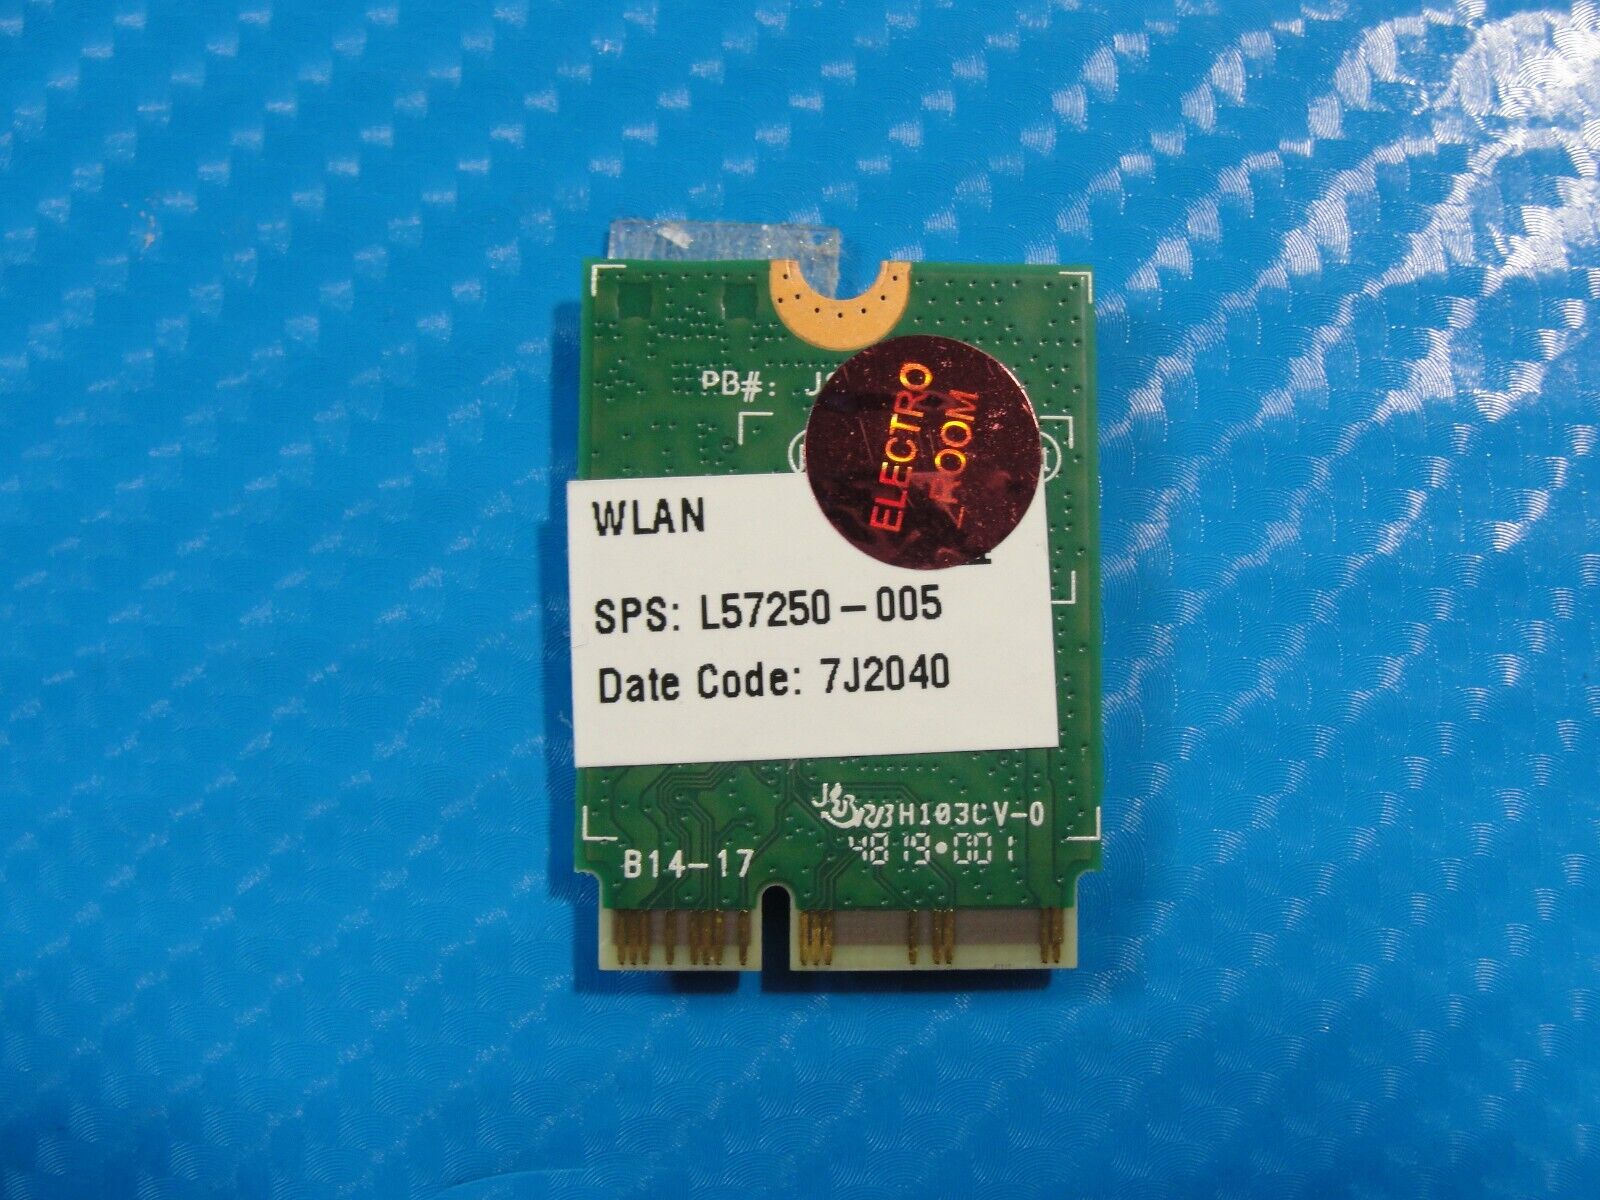 PB#:
ELECTRO
ROOM
WLAN
SPS: L57250-005
Date Code: 7J2040
H103CV-0
4819•001
B14-17